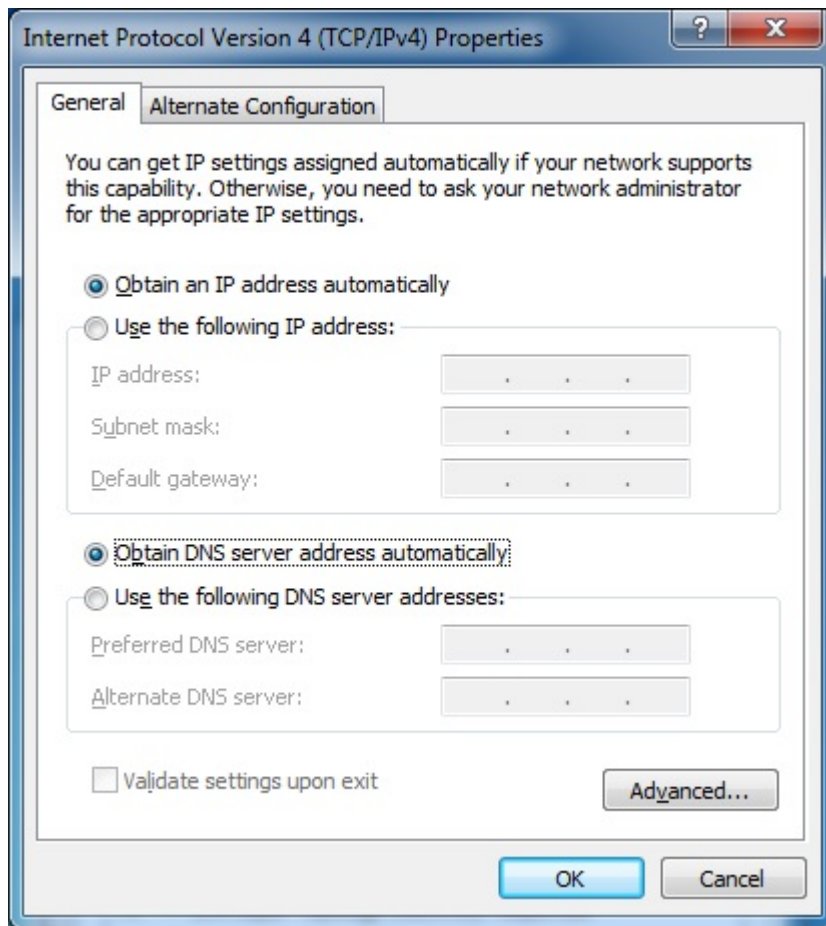 Internet Protocol Version 4 (TCP/IPv4) Properties
?
X
General
Alternate Configuration
You can get IP settings assigned automatically if your network supports
this capability. Otherwise, you need to ask your network administrator
for the appropriate IP settings.
Obtain an IP address automatically
Use the following IP address:
IP address: . . .
Subnet mask: . . .
Default gateway: . . .
Obtain DNS server address automatically
Use the following DNS server addresses:
Preferred DNS server: . . .
Alternate DNS server: . . .
Validate settings upon exit
Advanced...
OK
Cancel